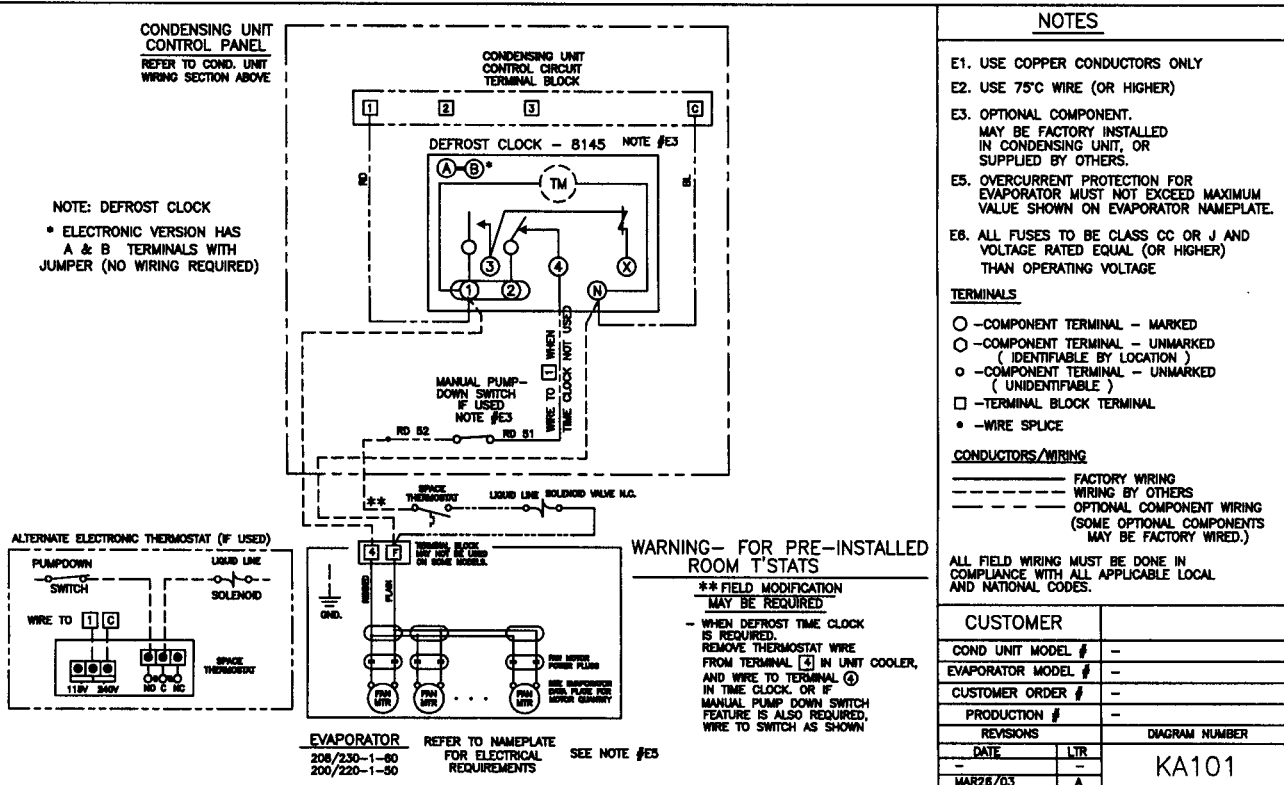 CONDENSING UNIT
CONTROL PANEL
REFER TO COND. UNIT
WIRING SECTION ABOVE
CONDENSING UNIT
CONTROL CIRCUIT
TERMINAL BLOCK
1 2 3 C
DEFROST CLOCK - 8145 NOTE #E3
A B *
TM
RD
BL
3 4 X
1 2 N
NOTE: DEFROST CLOCK
* ELECTRONIC VERSION HAS
A & B TERMINALS WITH
JUMPER (NO WIRING REQUIRED)
MANUAL PUMP-
DOWN SWITCH
IF USED
NOTE #E3
WIRE TO 1 WHEN
TIME CLOCK NOT USED
RD 52 RD 51
**
SPACE
THERMOSTAT
LIQUID LINE SOLENOID VALVE N.C.
4 F
TERMINAL BLOCK
MAY NOT BE USED
ON SOME MODELS.
GND.
RIBBED
PLAIN
FAN MOTOR
POWER PLUGS
SEE EVAPORATOR
DATA PLATE FOR
MOTOR QUANTITY
FAN
MTR
FAN
MTR
. . .
FAN
MTR
EVAPORATOR
208/230-1-60
200/220-1-50
REFER TO NAMEPLATE
FOR ELECTRICAL
REQUIREMENTS
SEE NOTE #E5
ALTERNATE ELECTRONIC THERMOSTAT (IF USED)
PUMPDOWN
SWITCH
LIQUID LINE
SOLENOID
WIRE TO 1 C
115V 240V
NO C NC
SPACE
THERMOSTAT
WARNING- FOR PRE-INSTALLED
ROOM T'STATS
** FIELD MODIFICATION
MAY BE REQUIRED
- WHEN DEFROST TIME CLOCK
IS REQUIRED.
REMOVE THERMOSTAT WIRE
FROM TERMINAL 4 IN UNIT COOLER,
AND WIRE TO TERMINAL 4
IN TIME CLOCK. OR IF
MANUAL PUMP DOWN SWITCH
FEATURE IS ALSO REQUIRED,
WIRE TO SWITCH AS SHOWN
NOTES
E1. USE COPPER CONDUCTORS ONLY
E2. USE 75°C WIRE (OR HIGHER)
E3. OPTIONAL COMPONENT.
MAY BE FACTORY INSTALLED
IN CONDENSING UNIT, OR
SUPPLIED BY OTHERS.
E5. OVERCURRENT PROTECTION FOR
EVAPORATOR MUST NOT EXCEED MAXIMUM
VALUE SHOWN ON EVAPORATOR NAMEPLATE.
E6. ALL FUSES TO BE CLASS CC OR J AND
VOLTAGE RATED EQUAL (OR HIGHER)
THAN OPERATING VOLTAGE
TERMINALS
-COMPONENT TERMINAL - MARKED
-COMPONENT TERMINAL - UNMARKED
( IDENTIFIABLE BY LOCATION )
-COMPONENT TERMINAL - UNMARKED
( UNIDENTIFIABLE )
-TERMINAL BLOCK TERMINAL
-WIRE SPLICE
CONDUCTORS/WIRING
FACTORY WIRING
WIRING BY OTHERS
OPTIONAL COMPONENT WIRING
(SOME OPTIONAL COMPONENTS
MAY BE FACTORY WIRED.)
ALL FIELD WIRING MUST BE DONE IN
COMPLIANCE WITH ALL APPLICABLE LOCAL
AND NATIONAL CODES.
CUSTOMER
COND UNIT MODEL # -
EVAPORATOR MODEL # -
CUSTOMER ORDER # -
PRODUCTION # -
REVISIONS DIAGRAM NUMBER
DATE LTR
- -
MAR26/03 A
KA101